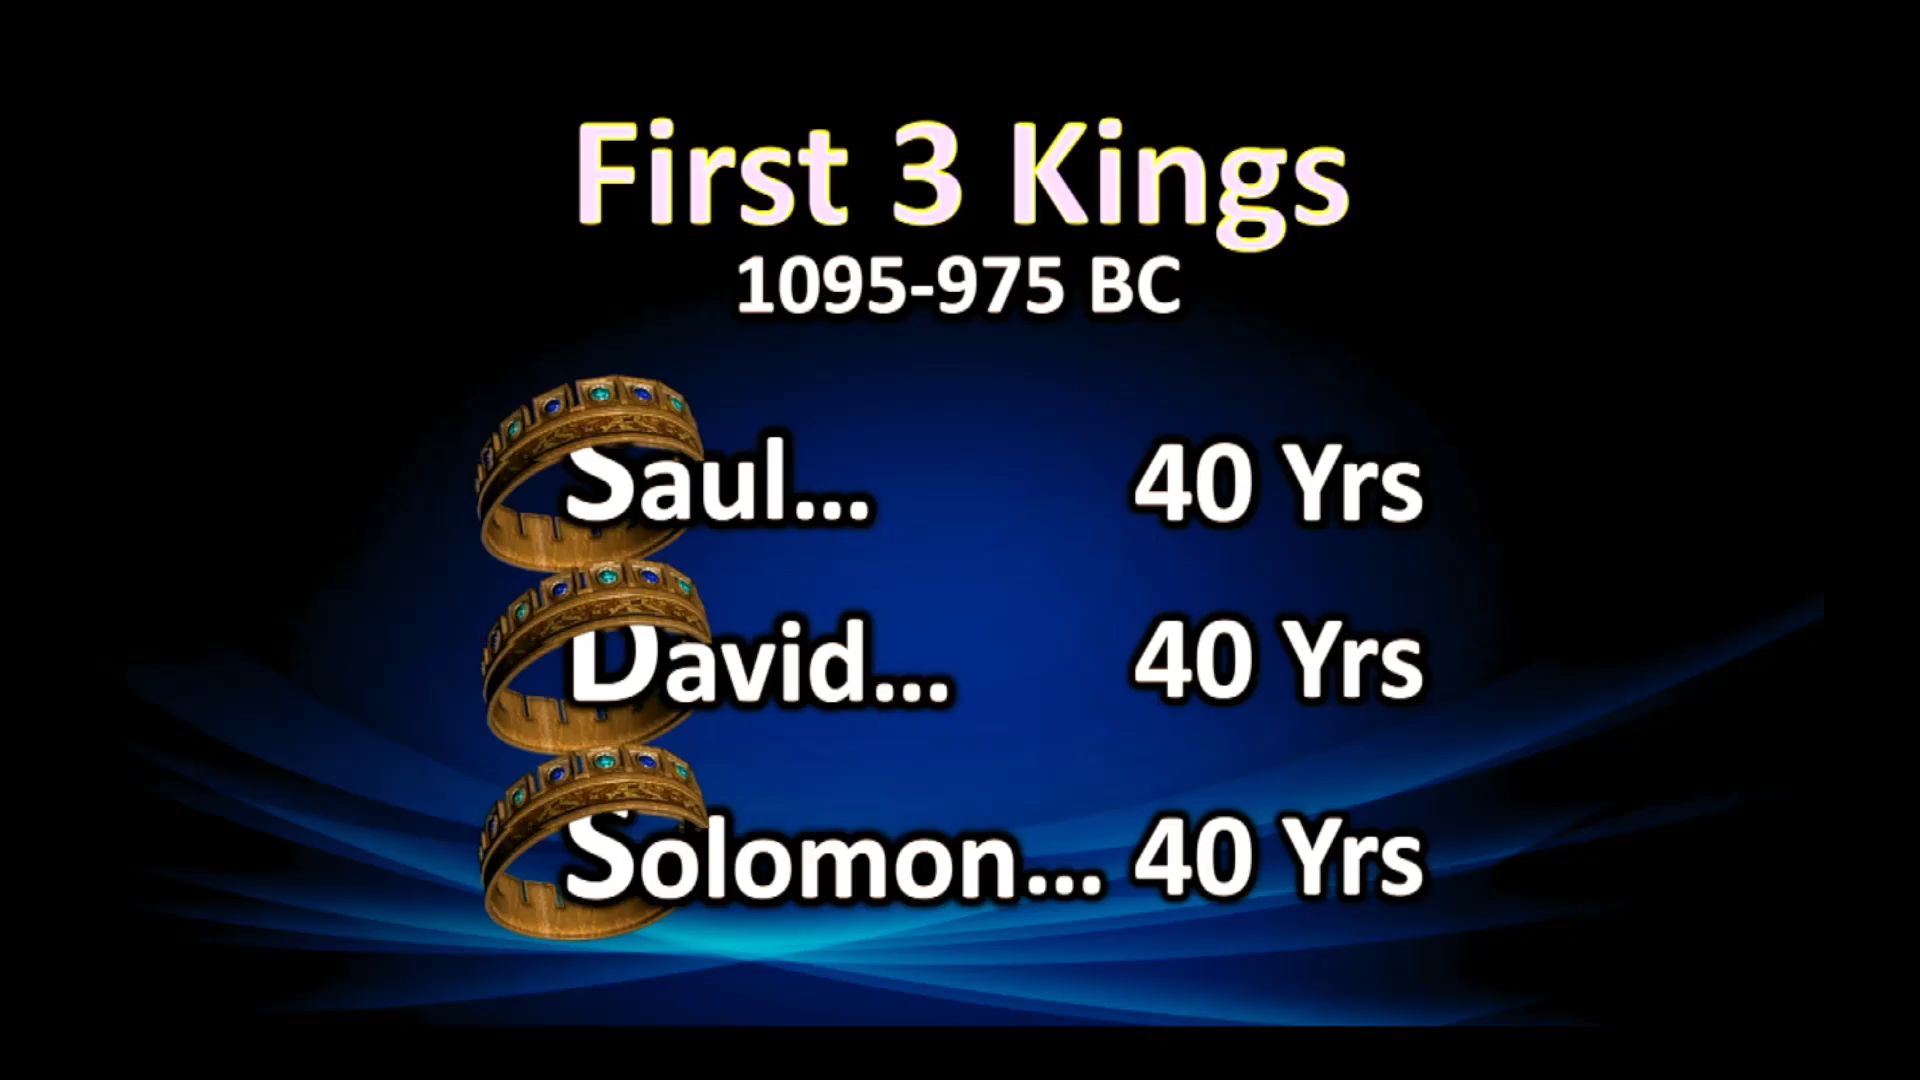 First 3 Kings
1095-975 BC
Saul... 40 Yrs
David... 40 Yrs
Solomon... 40 Yrs